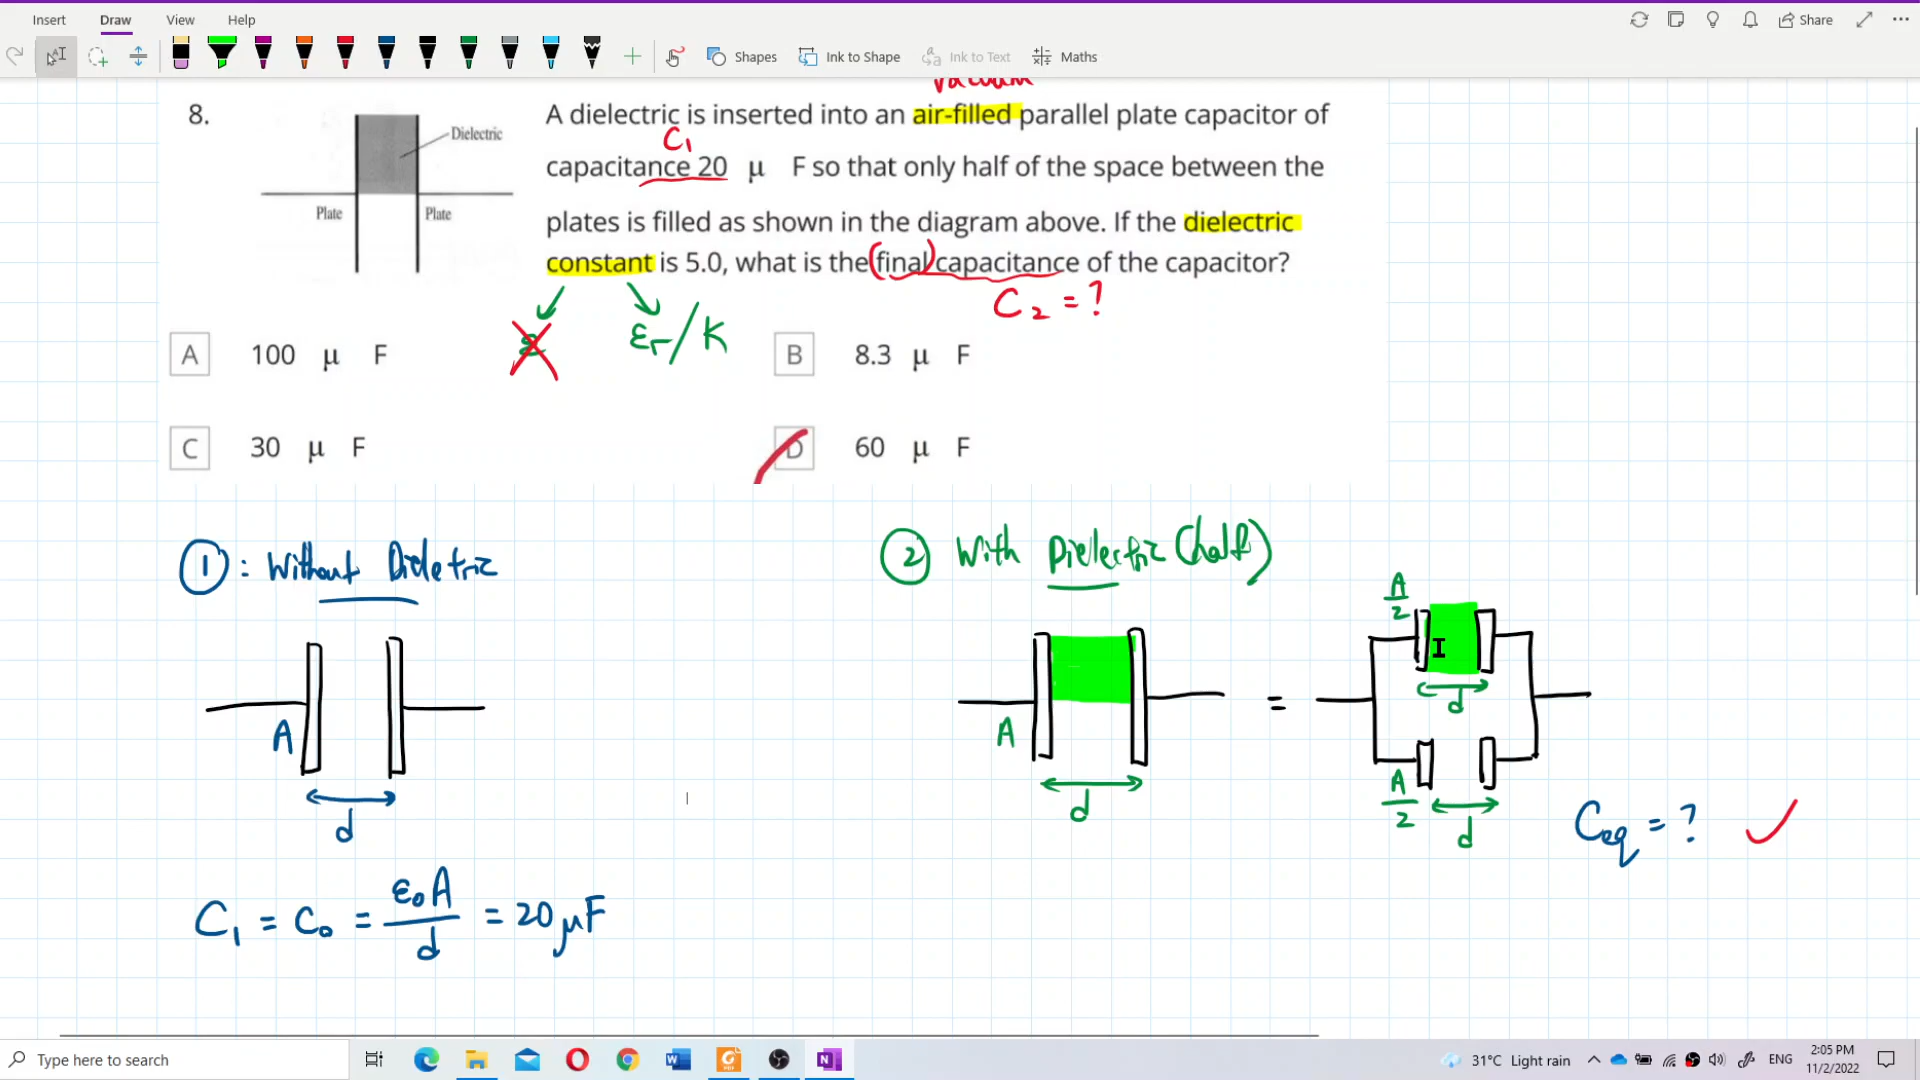 Insert Draw View Help
Share
Shapes Ink to Shape Ink to Text Maths
vacuum
8.
Dielectric
Plate Plate
A dielectric is inserted into an air-filled parallel plate capacitor of
C₁
capacitance 20 μ F so that only half of the space between the
plates is filled as shown in the diagram above. If the dielectric
constant is 5.0, what is the (final) capacitance of the capacitor?
C₂ = ?
εr/K
A 100 μ F
B 8.3 μ F
C 30 μ F
D 60 μ F
① : Without Dieletric
A
d
C₁ = C₀ = ε₀A/d = 20 μF
② With Dielectric (half)
A
d
=
A/2
d
A/2
d
Ceq = ?
Type here to search
31°C Light rain
ENG
2:05 PM
11/2/2022